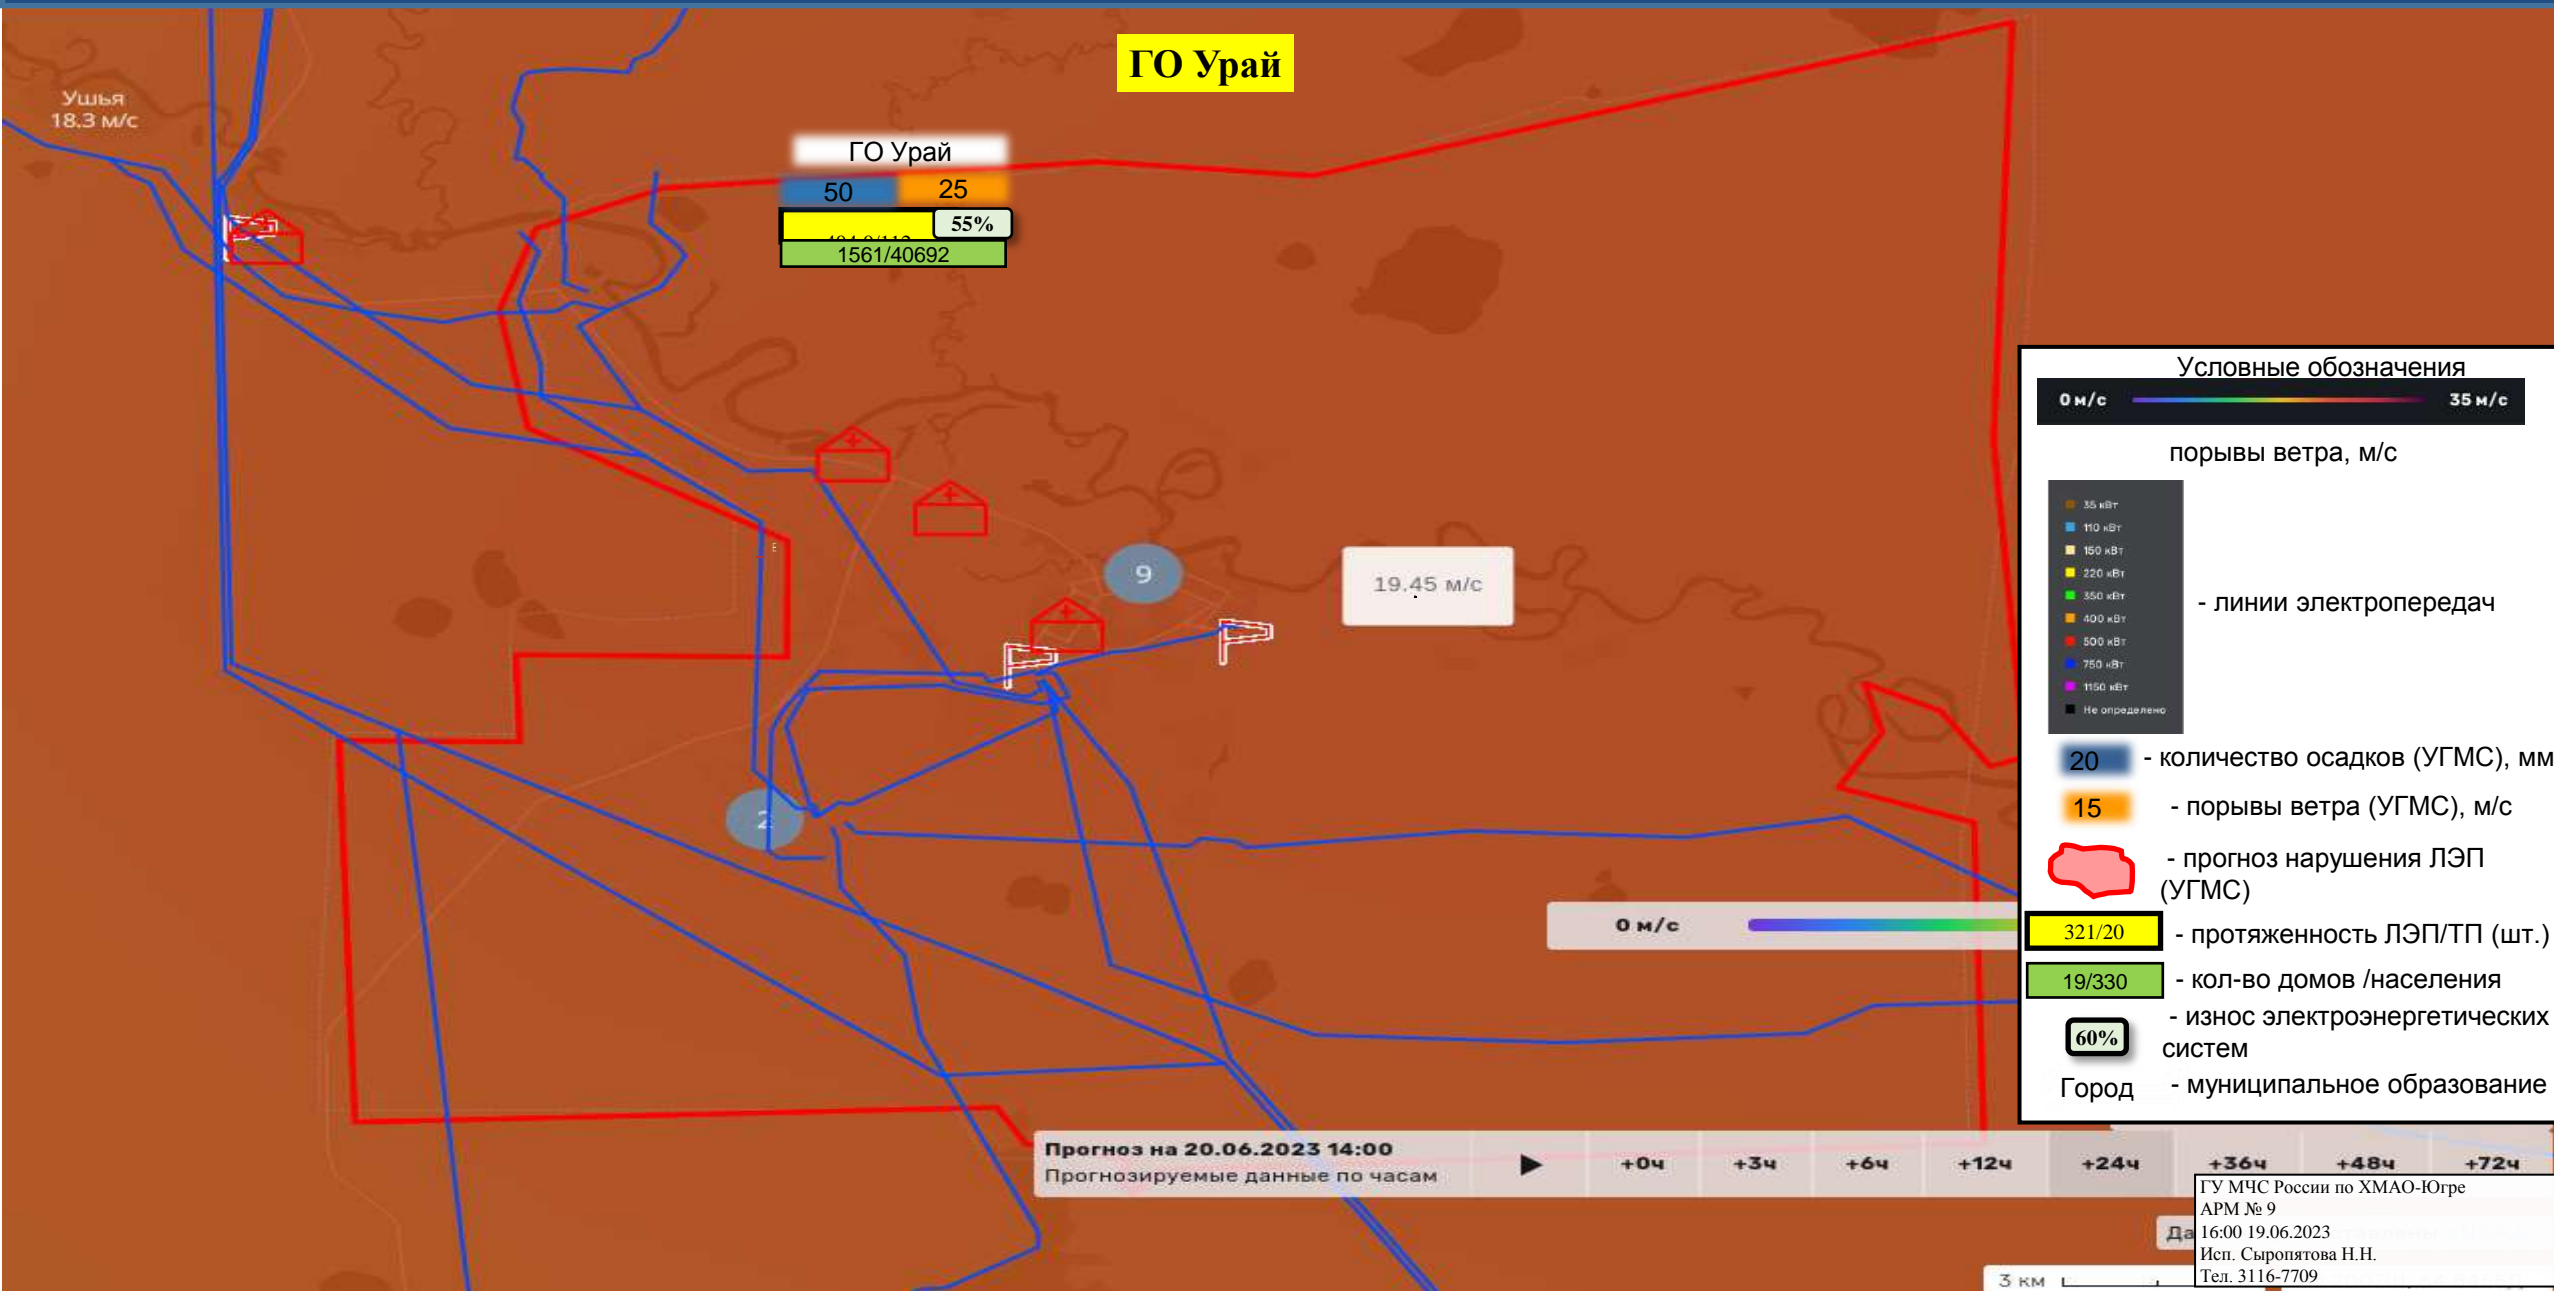 ГО Урай
Ушья
18.3 м/с
ГО Урай
50 25
55%
1561/40692
E
9
19.45 м/с
2
0 м/с
Условные обозначения
0 м/с 35 м/с
порывы ветра, м/с
35 кВт
110 кВт
150 кВт
220 кВт
350 кВт
400 кВт
500 кВт
750 кВт
1150 кВт
Не определено
- линии электропередач
20 - количество осадков (УГМС), мм
15 - порывы ветра (УГМС), м/с
- прогноз нарушения ЛЭП
(УГМС)
321/20 - протяженность ЛЭП/ТП (шт.)
19/330 - кол-во домов /населения
60% - износ электроэнергетических
систем
Город - муниципальное образование
Прогноз на 20.06.2023 14:00
Прогнозируемые данные по часам
+0ч +3ч +6ч +12ч +24ч +36ч +48ч +72ч
ГУ МЧС России по ХМАО-Югре
АРМ № 9
16:00 19.06.2023
Исп. Сыропятова Н.Н.
Тел. 3116-7709
3 км